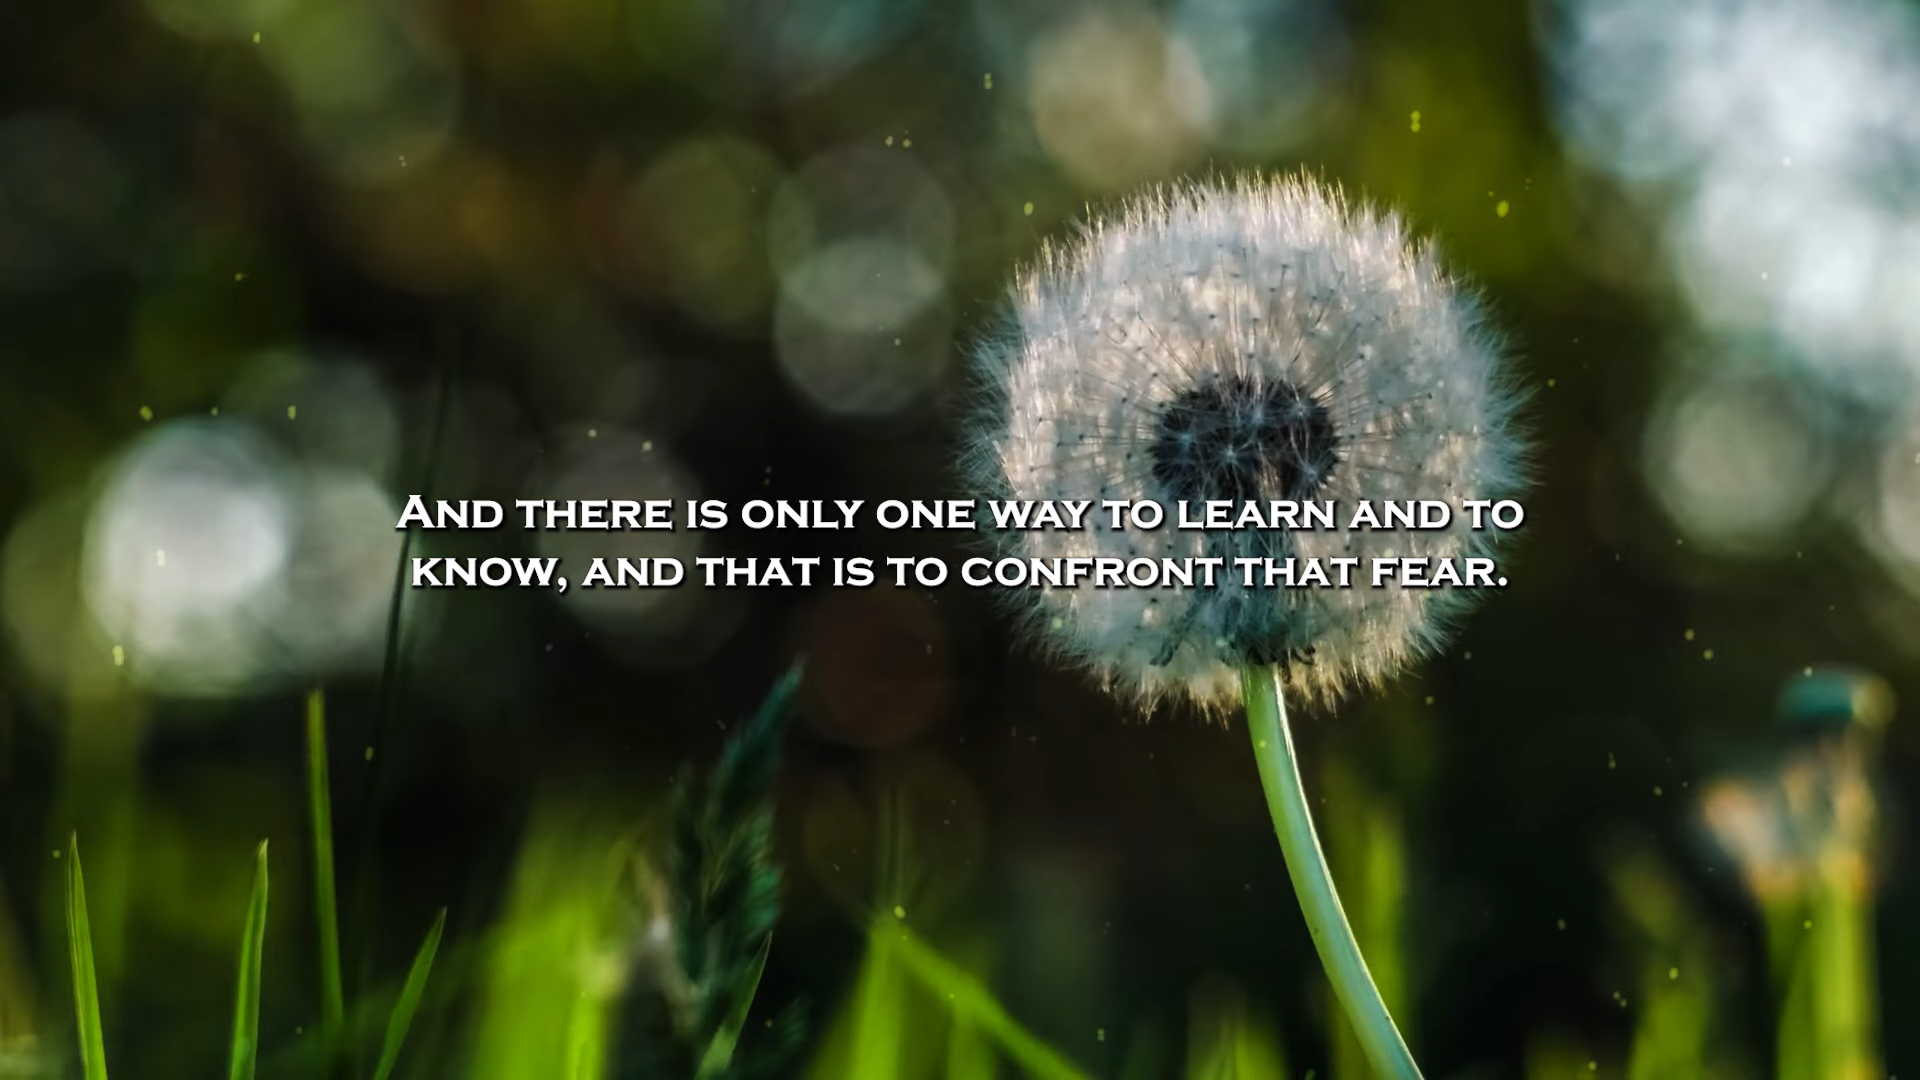 And there is only one way to learn and to
know, and that is to confront that fear.